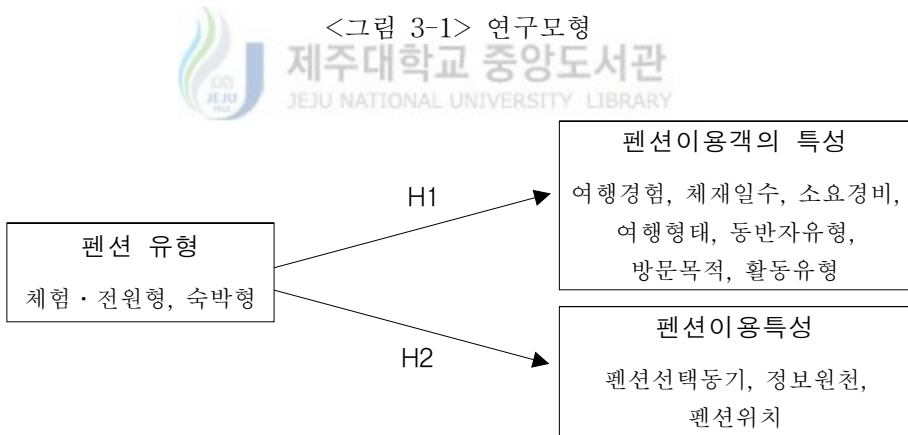 <그림 3-1> 연구모형
제주대학교 중앙도서관
JEJU NATIONAL UNIVERSITY LIBRARY
JEJU
1952
펜션 유형
체험・전원형, 숙박형
H1
H2
펜션이용객의 특성
여행경험, 체재일수, 소요경비,
여행형태, 동반자유형,
방문목적, 활동유형
펜션이용특성
펜션선택동기, 정보원천,
펜션위치